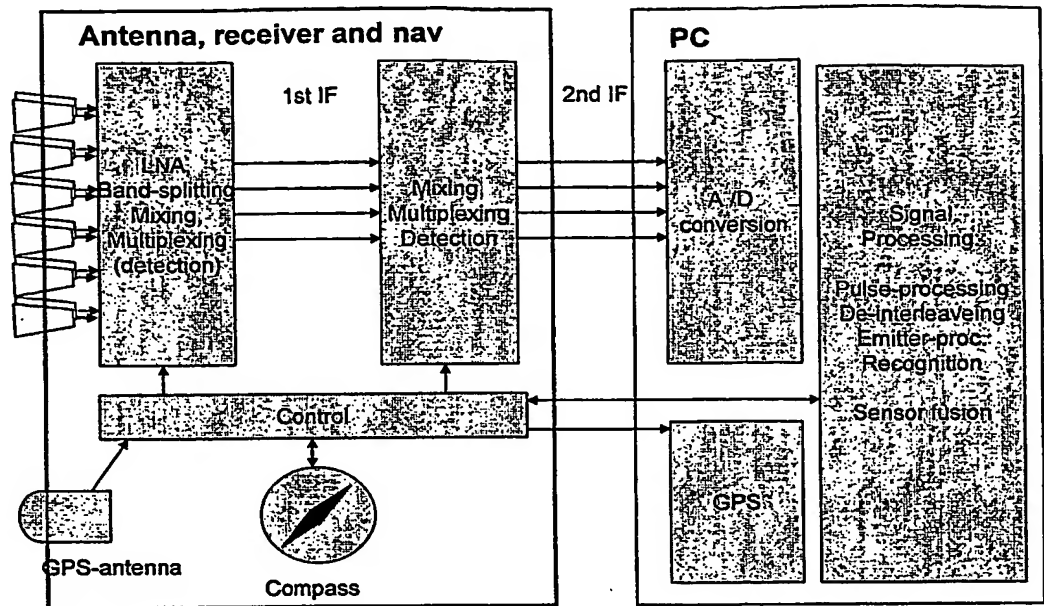 Antenna, receiver and nav
PC
1st IF
2nd IF
LNA
Band-splitting
Mixing,
Multiplexing
(detection)
Mixing,
Multiplexing
Detection
A /D
conversion
Signal
Processing
Pulse-processing
De-interleaveing
Emitter-proc.
Recognition
Sensor fusion
Control
GPS
GPS-antenna
Compass